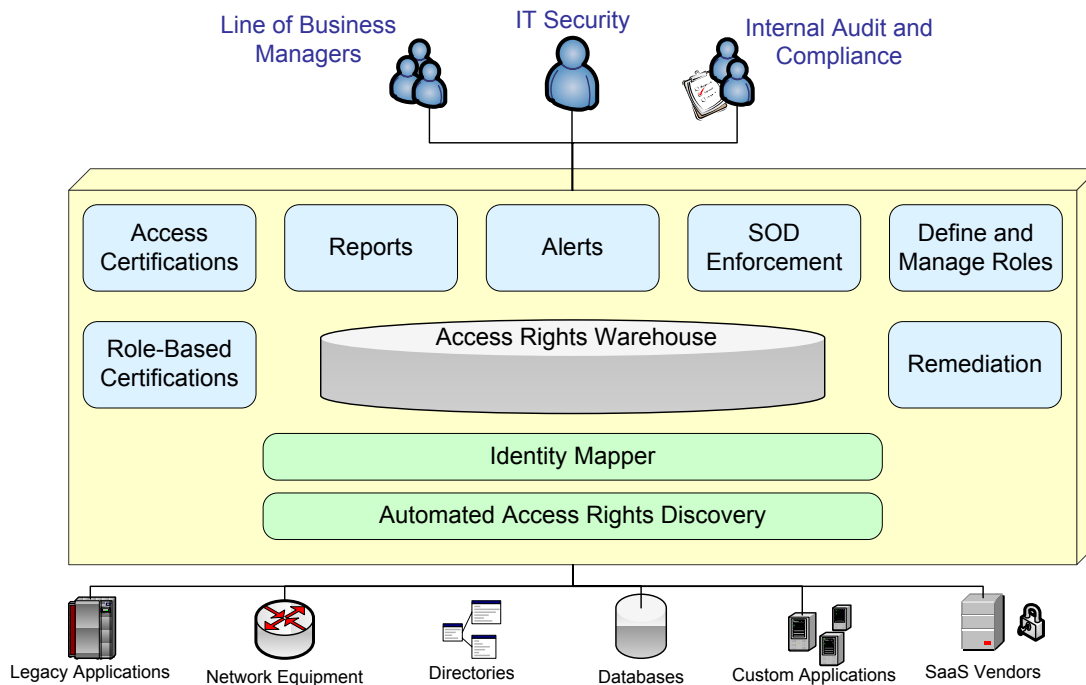 Line of Business
Managers
IT Security
Internal Audit and
Compliance
Access
Certifications
Reports
Alerts
SOD
Enforcement
Define and
Manage Roles
Role-Based
Certifications
Access Rights Warehouse
Remediation
Identity Mapper
Automated Access Rights Discovery
Legacy Applications
Network Equipment
Directories
Databases
Custom Applications
SaaS Vendors